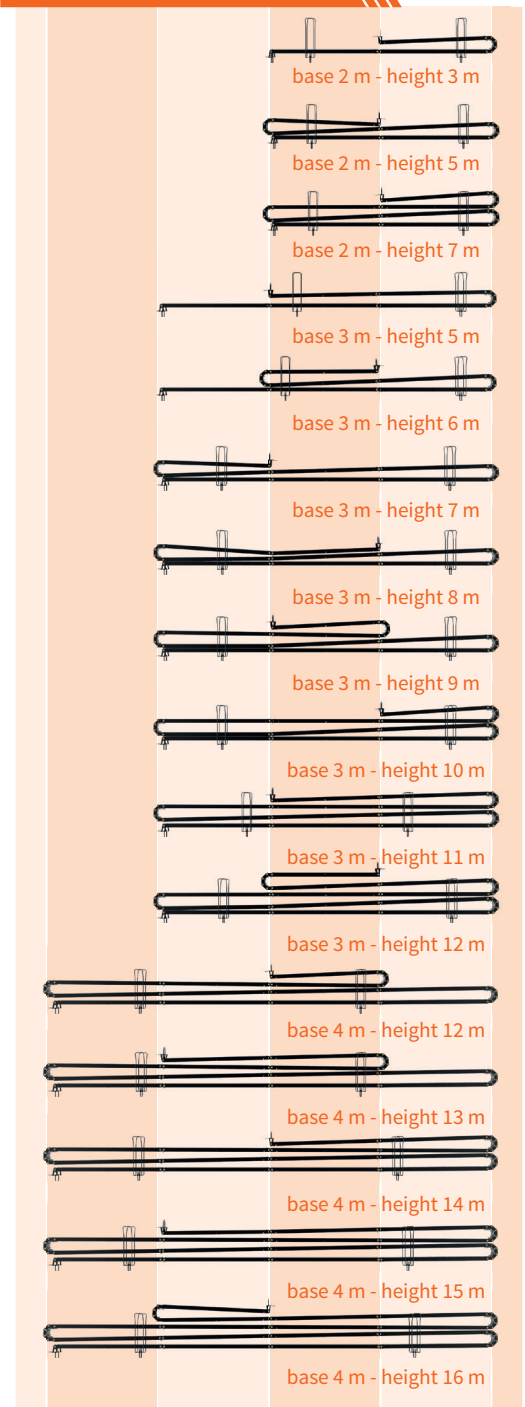 base 2 m - height 3 m
base 2 m - height 5 m
base 2 m - height 7 m
base 3 m - height 5 m
base 3 m - height 6 m
base 3 m - height 7 m
base 3 m - height 8 m
base 3 m - height 9 m
base 3 m - height 10 m
base 3 m - height 11 m
base 3 m - height 12 m
base 4 m - height 12 m
base 4 m - height 13 m
base 4 m - height 14 m
base 4 m - height 15 m
base 4 m - height 16 m